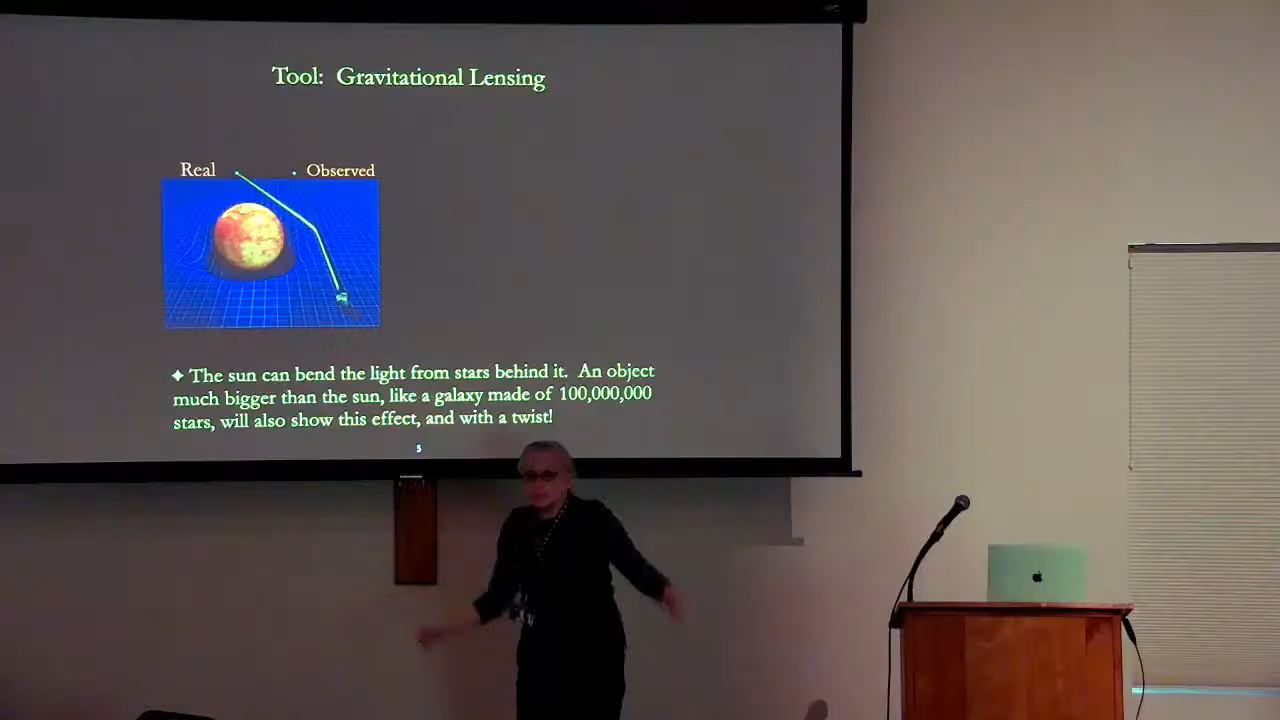 Tool: Gravitational Lensing
Real Observed
✦ The sun can bend the light from stars behind it. An object
much bigger than the sun, like a galaxy made of 100,000,000
stars, will also show this effect, and with a twist!
5